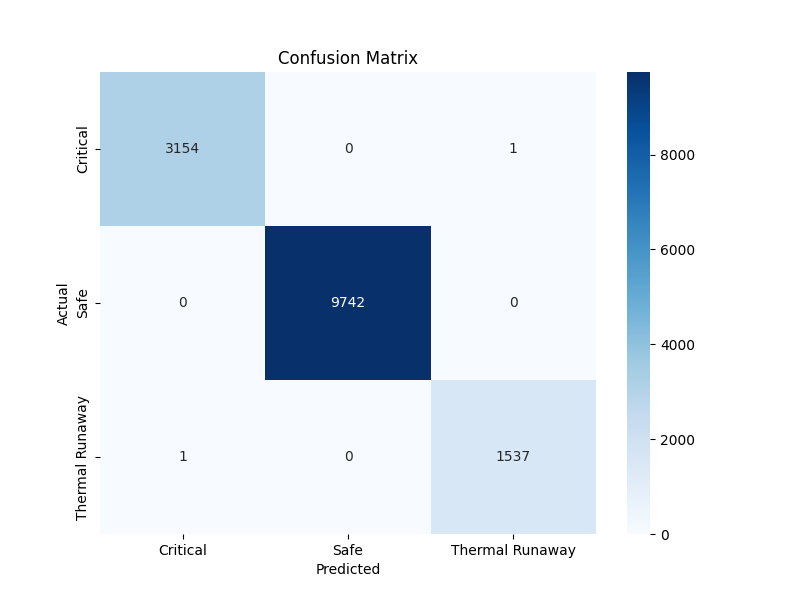 Confusion Matrix
Critical
3154
0
1
8000
Actual
Safe
0
9742
0
6000
4000
Thermal Runaway
1
0
1537
2000
0
Critical
Safe
Thermal Runaway
Predicted